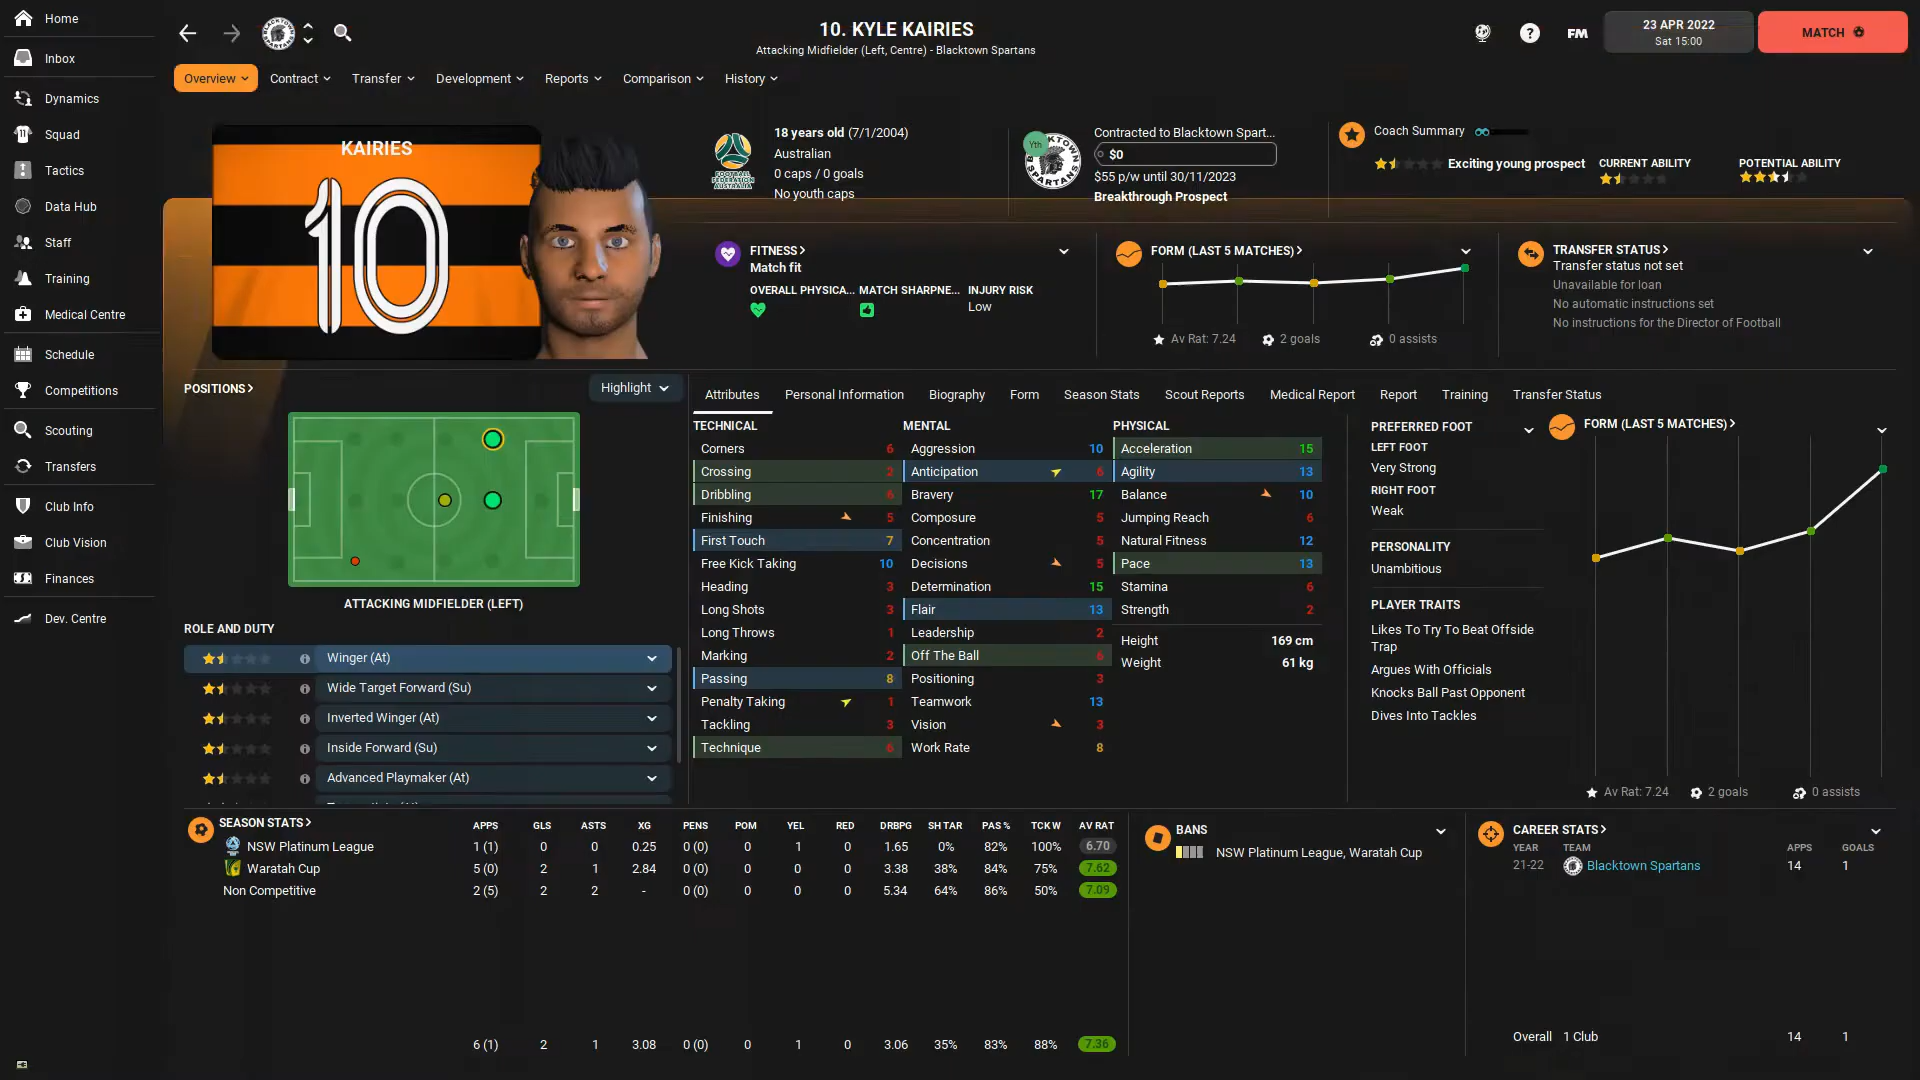 Home
Inbox
Dynamics
Squad
Tactics
Data Hub
Staff
Training
Medical Centre
Schedule
Competitions
Scouting
Transfers
Club Info
Club Vision
Finances
Dev. Centre
10. KYLE KAIRIES
Attacking Midfielder (Left, Centre) - Blacktown Spartans
FM
23 APR 2022
Sat 15:00
MATCH
Overview
Contract
Transfer
Development
Reports
Comparison
History
KAIRIES
10
FOOTBALL FEDERATION AUSTRALIA
18 years old (7/1/2004)
Australian
0 caps / 0 goals
No youth caps
Yth
Contracted to Blacktown Spart...
$0
$55 p/w until 30/11/2023
Breakthrough Prospect
Coach Summary
Exciting young prospect
CURRENT ABILITY
POTENTIAL ABILITY
FITNESS
Match fit
OVERALL PHYSICA... MATCH SHARPNE... INJURY RISK
Low
FORM (LAST 5 MATCHES)
Av Rat: 7.24 2 goals 0 assists
TRANSFER STATUS
Transfer status not set
Unavailable for loan
No automatic instructions set
No instructions for the Director of Football
POSITIONS
Highlight
ATTACKING MIDFIELDER (LEFT)
ROLE AND DUTY
Winger (At)
Wide Target Forward (Su)
Inverted Winger (At)
Inside Forward (Su)
Advanced Playmaker (At)
Attributes Personal Information Biography Form Season Stats Scout Reports Medical Report Report Training Transfer Status
TECHNICAL
Corners 6
Crossing 2
Dribbling 6
Finishing 5
First Touch 7
Free Kick Taking 10
Heading 3
Long Shots 3
Long Throws 1
Marking 2
Passing 8
Penalty Taking 1
Tackling 3
Technique 6
MENTAL
Aggression 10
Anticipation 6
Bravery 17
Composure 5
Concentration 5
Decisions 5
Determination 15
Flair 13
Leadership 2
Off The Ball 6
Positioning 3
Teamwork 13
Vision 3
Work Rate 8
PHYSICAL
Acceleration 15
Agility 13
Balance 10
Jumping Reach 6
Natural Fitness 12
Pace 13
Stamina 6
Strength 2
Height 169 cm
Weight 61 kg
PREFERRED FOOT
LEFT FOOT
Very Strong
RIGHT FOOT
Weak
PERSONALITY
Unambitious
PLAYER TRAITS
Likes To Try To Beat Offside
Trap
Argues With Officials
Knocks Ball Past Opponent
Dives Into Tackles
FORM (LAST 5 MATCHES)
Av Rat: 7.24 2 goals 0 assists
SEASON STATS APPS GLS ASTS XG PENS POM YEL RED DRBPG SH TAR PAS % TCK W AV RAT
NSW Platinum League 1 (1) 0 0 0.25 0 (0) 0 1 0 1.65 0% 82% 100% 6.70
Waratah Cup 5 (0) 2 1 2.84 0 (0) 0 0 0 3.38 38% 84% 75% 7.62
Non Competitive 2 (5) 2 2 - 0 (0) 0 0 0 5.34 64% 86% 50% 7.09
6 (1) 2 1 3.08 0 (0) 0 1 0 3.06 35% 83% 88% 7.36
BANS
NSW Platinum League, Waratah Cup
CAREER STATS
YEAR TEAM APPS GOALS
21-22 Blacktown Spartans 14 1
Overall 1 Club 14 1